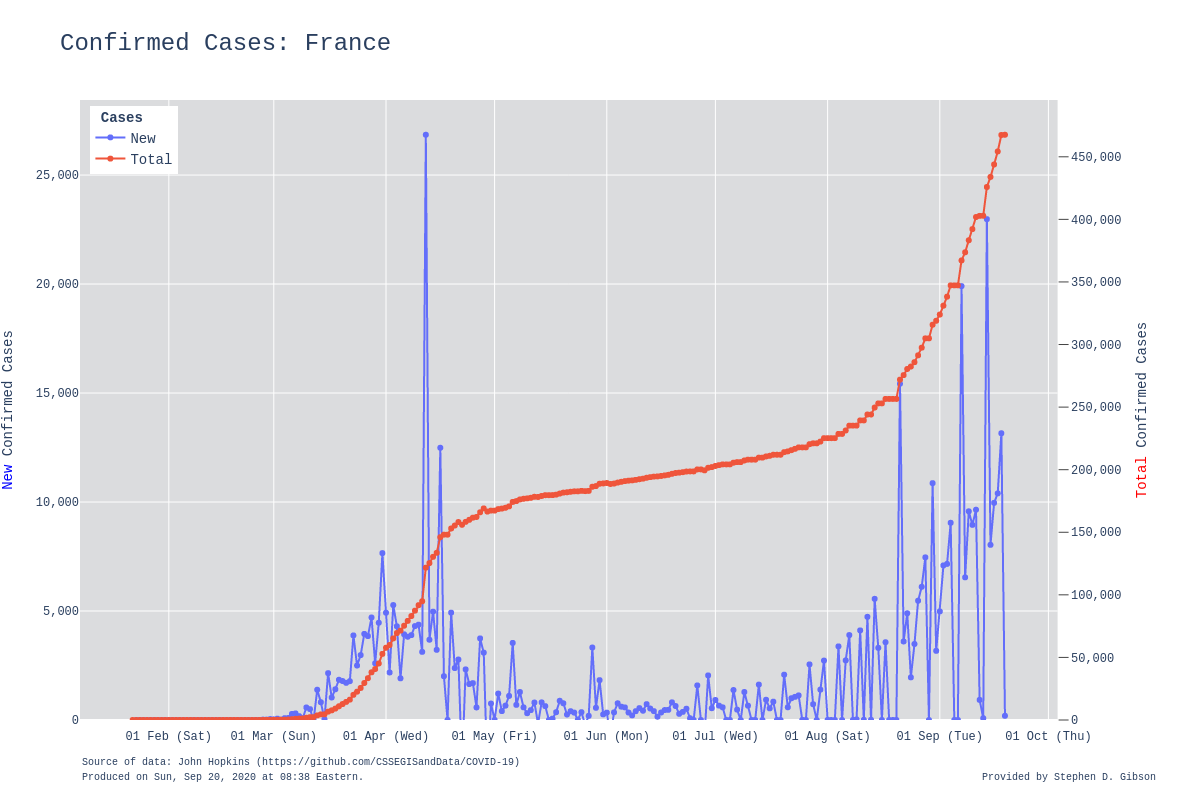 Confirmed Cases: France
Cases
New
Total
25,000
20,000
15,000
10,000
5,000
0
New Confirmed Cases
450,000
400,000
350,000
300,000
250,000
200,000
150,000
100,000
50,000
0
Total Confirmed Cases
01 Feb (Sat) 01 Mar (Sun) 01 Apr (Wed) 01 May (Fri) 01 Jun (Mon) 01 Jul (Wed) 01 Aug (Sat) 01 Sep (Tue) 01 Oct (Thu)
Source of data: John Hopkins (https://github.com/CSSEGISandData/COVID-19)
Produced on Sun, Sep 20, 2020 at 08:38 Eastern.
Provided by Stephen D. Gibson